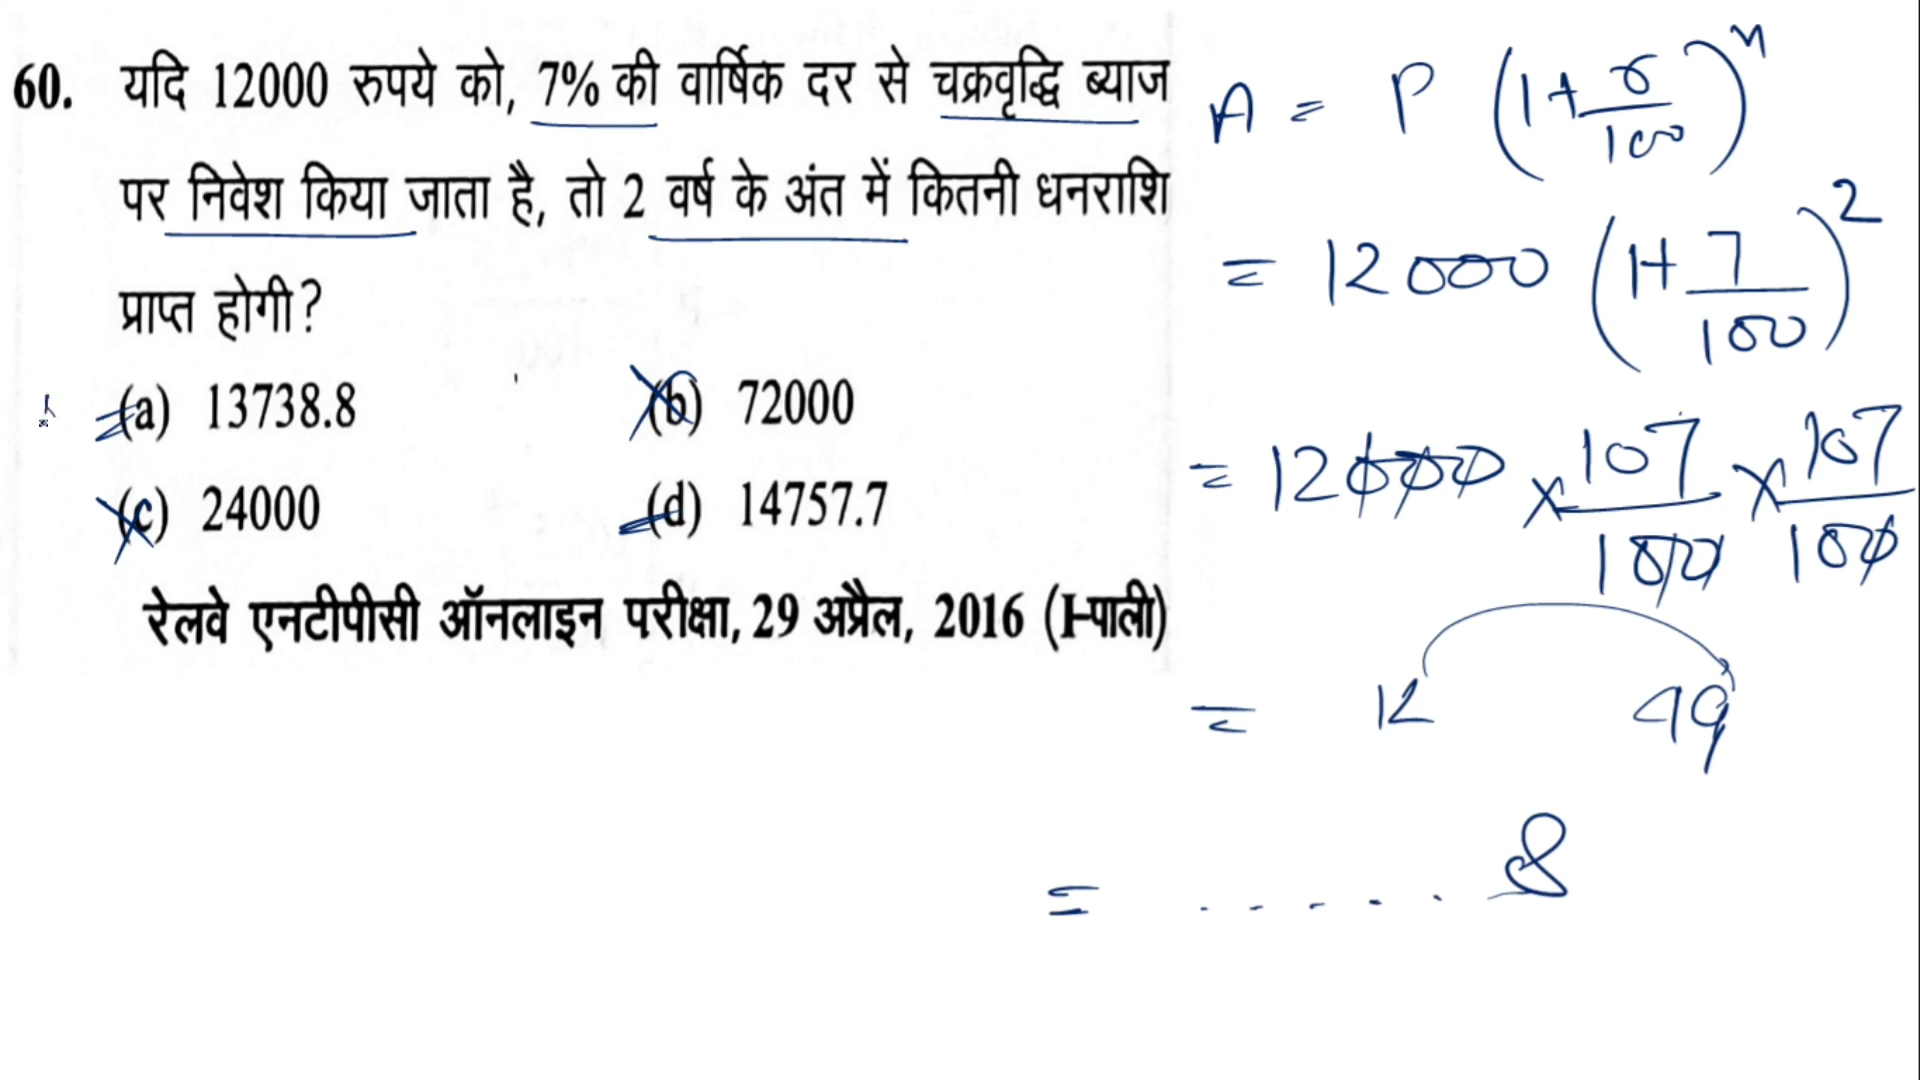 60. यदि 12000 रुपये को, 7% की वार्षिक दर से चक्रवृद्धि ब्याज
पर निवेश किया जाता है, तो 2 वर्ष के अंत में कितनी धनराशि
प्राप्त होगी?
(a) 13738.8 (b) 72000
(c) 24000 (d) 14757.7
रेलवे एनटीपीसी ऑनलाइन परीक्षा, 29 अप्रैल, 2016 (I-पाली)
A = P (1+r/100)^n
= 12000 (1+7/100)^2
= 12000 × 107/100 × 107/100
= 12 49
= ..... 8